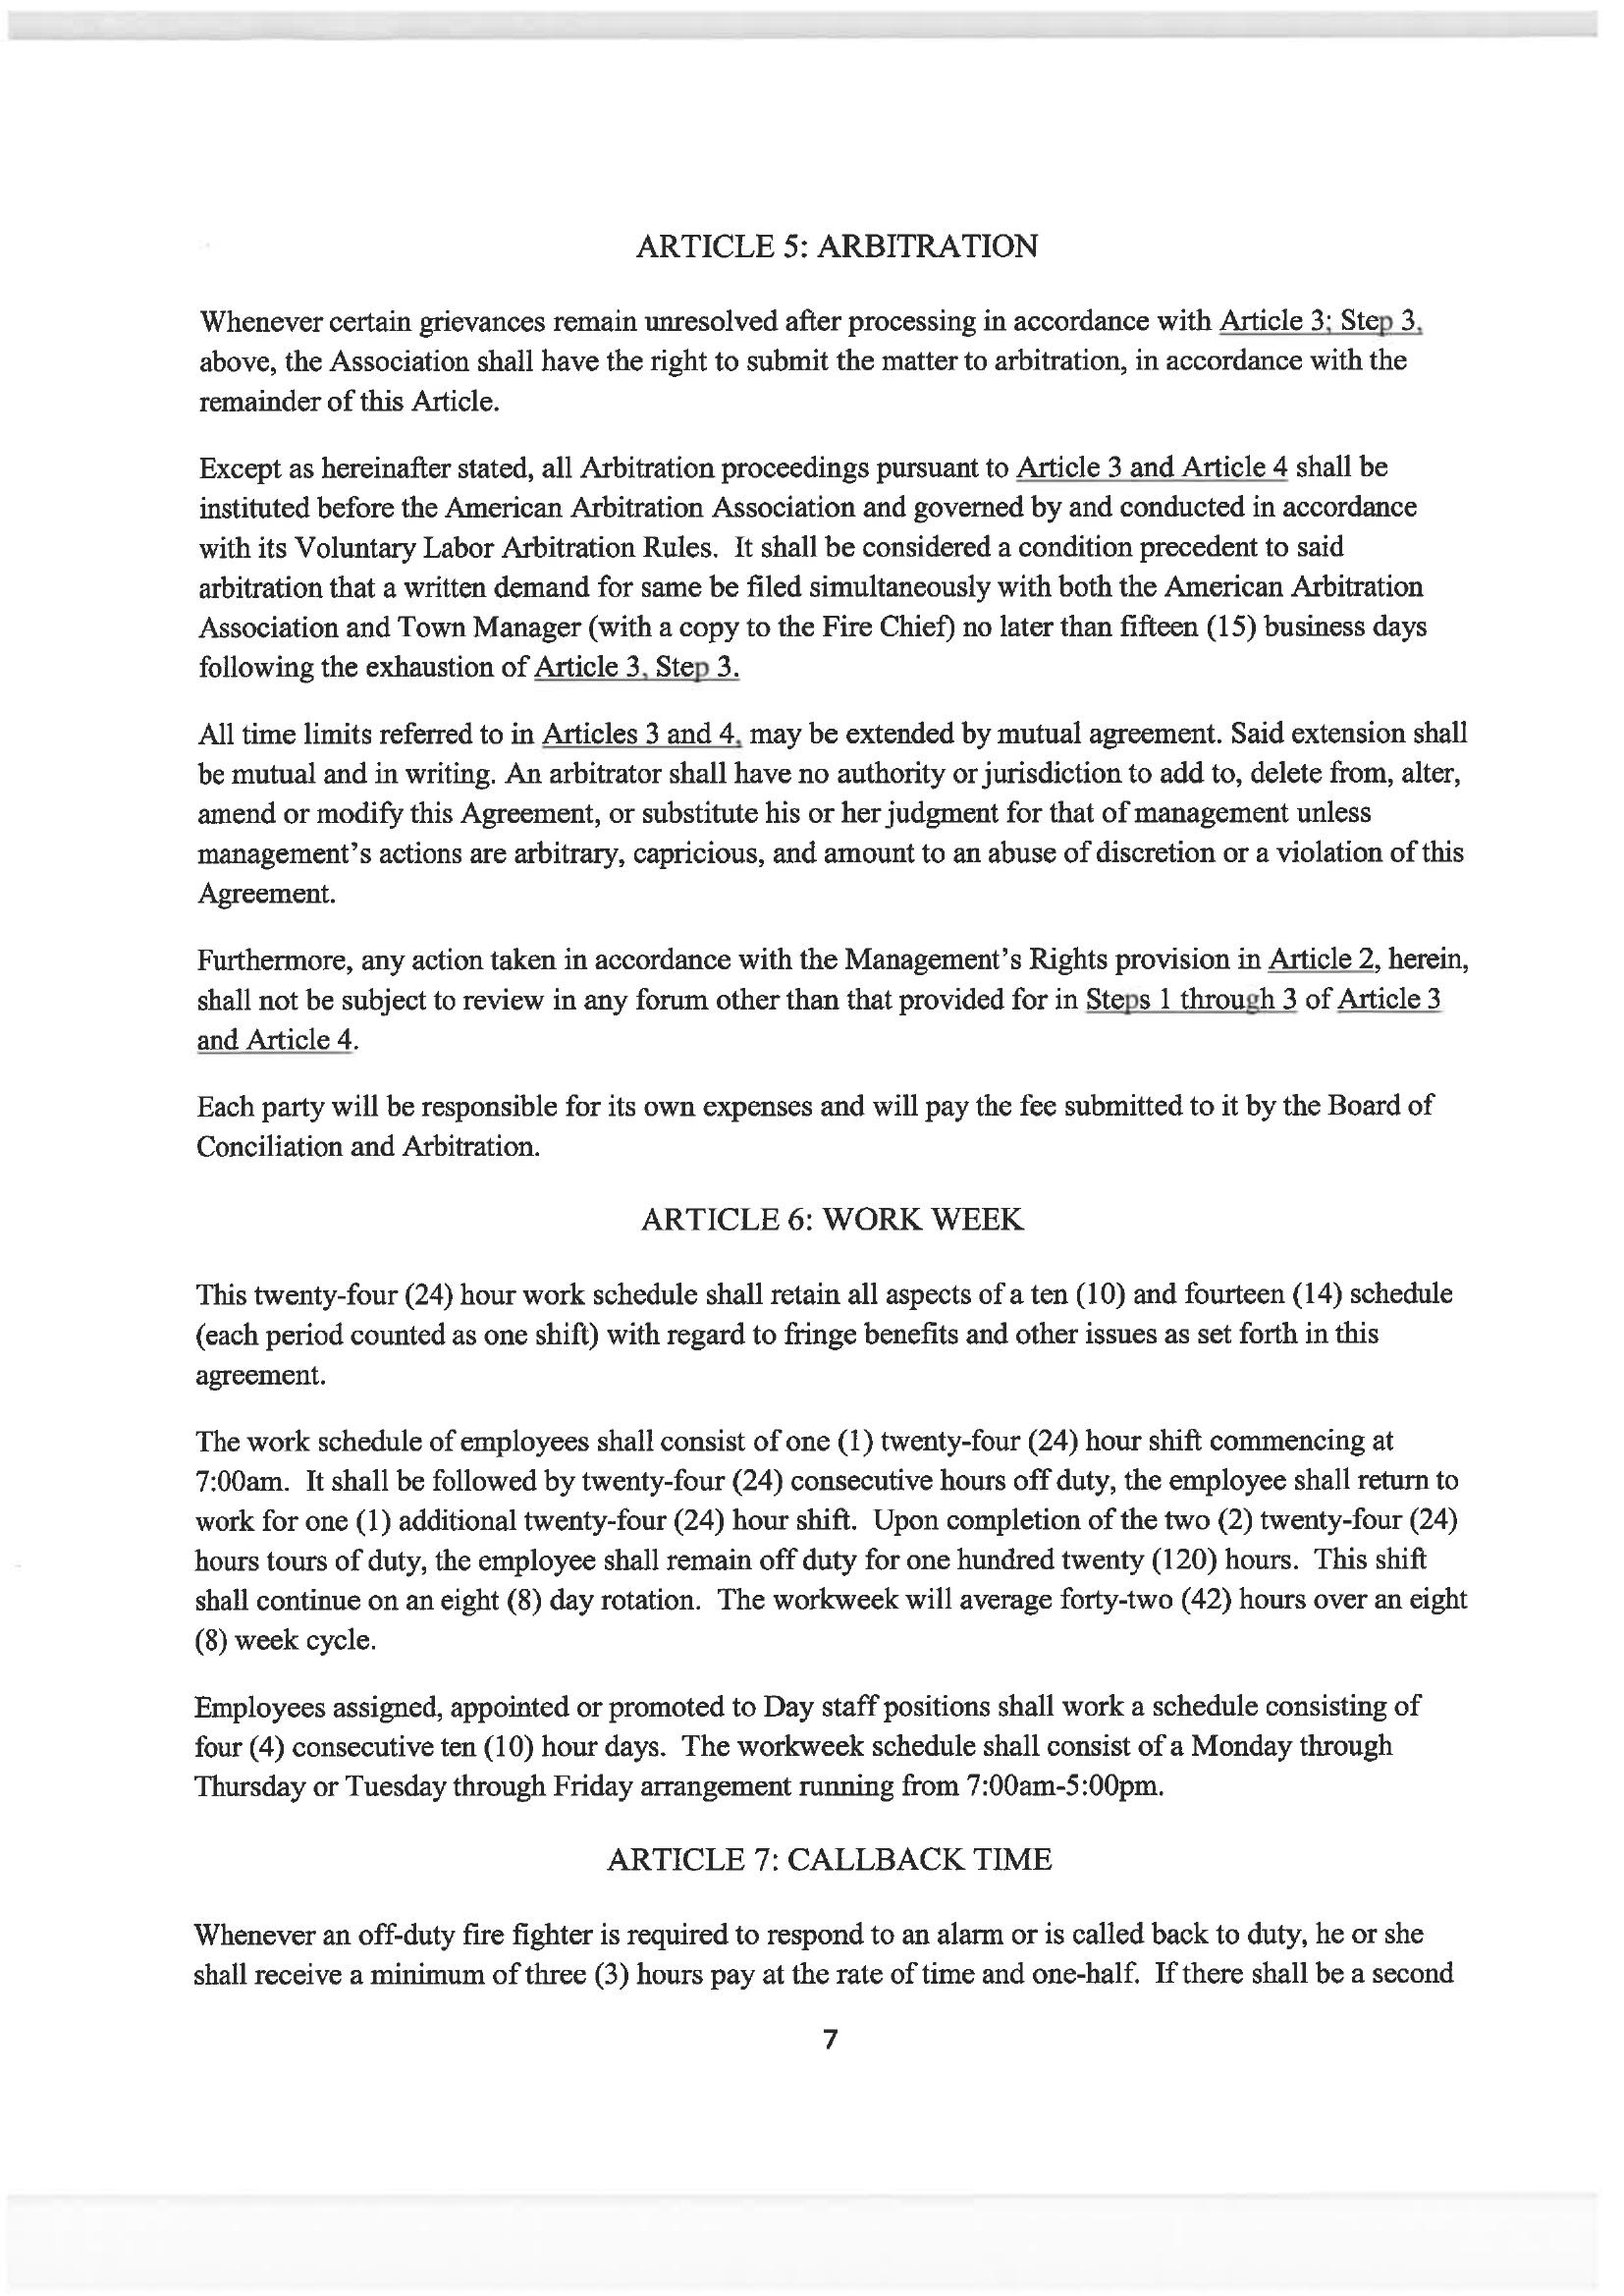 ARTICLE 5: ARBITRATION
Whenever certain grievances remain unresolved after processing in accordance with Article 3; Step 3,
above, the Association shall have the right to submit the matter to arbitration, in accordance with the
remainder of this Article.
Except as hereinafter stated, all Arbitration proceedings pursuant to Article 3 and Article 4 shall be
instituted before the American Arbitration Association and governed by and conducted in accordance
with its Voluntary Labor Arbitration Rules.  It shall be considered a condition precedent to said
arbitration that a written demand for same be filed simultaneously with both the American Arbitration
Association and Town Manager (with a copy to the Fire Chief) no later than fifteen (15) business days
following the exhaustion of Article 3, Step 3.
All time limits referred to in Articles 3 and 4, may be extended by mutual agreement. Said extension shall
be mutual and in writing. An arbitrator shall have no authority or jurisdiction to add to, delete from, alter,
amend or modify this Agreement, or substitute his or her judgment for that of management unless
management's actions are arbitrary, capricious, and amount to an abuse of discretion or a violation of this
Agreement.
Furthermore, any action taken in accordance with the Management's Rights provision in Article 2, herein,
shall not be subject to review in any forum other than that provided for in Steps 1 through 3 of Article 3
and Article 4.
Each party will be responsible for its own expenses and will pay the fee submitted to it by the Board of
Conciliation and Arbitration.
ARTICLE 6: WORK WEEK
This twenty-four (24) hour work schedule shall retain all aspects of a ten (10) and fourteen (14) schedule
(each period counted as one shift) with regard to fringe benefits and other issues as set forth in this
agreement.
The work schedule of employees shall consist of one (1) twenty-four (24) hour shift commencing at
7:00am.  It shall be followed by twenty-four (24) consecutive hours off duty, the employee shall return to
work for one (1) additional twenty-four (24) hour shift.  Upon completion of the two (2) twenty-four (24)
hours tours of duty, the employee shall remain off duty for one hundred twenty (120) hours.  This shift
shall continue on an eight (8) day rotation.  The workweek will average forty-two (42) hours over an eight
(8) week cycle.
Employees assigned, appointed or promoted to Day staff positions shall work a schedule consisting of
four (4) consecutive ten (10) hour days.  The workweek schedule shall consist of a Monday through
Thursday or Tuesday through Friday arrangement running from 7:00am-5:00pm.
ARTICLE 7: CALLBACK TIME
Whenever an off-duty fire fighter is required to respond to an alarm or is called back to duty, he or she
shall receive a minimum of three (3) hours pay at the rate of time and one-half.  If there shall be a second
7